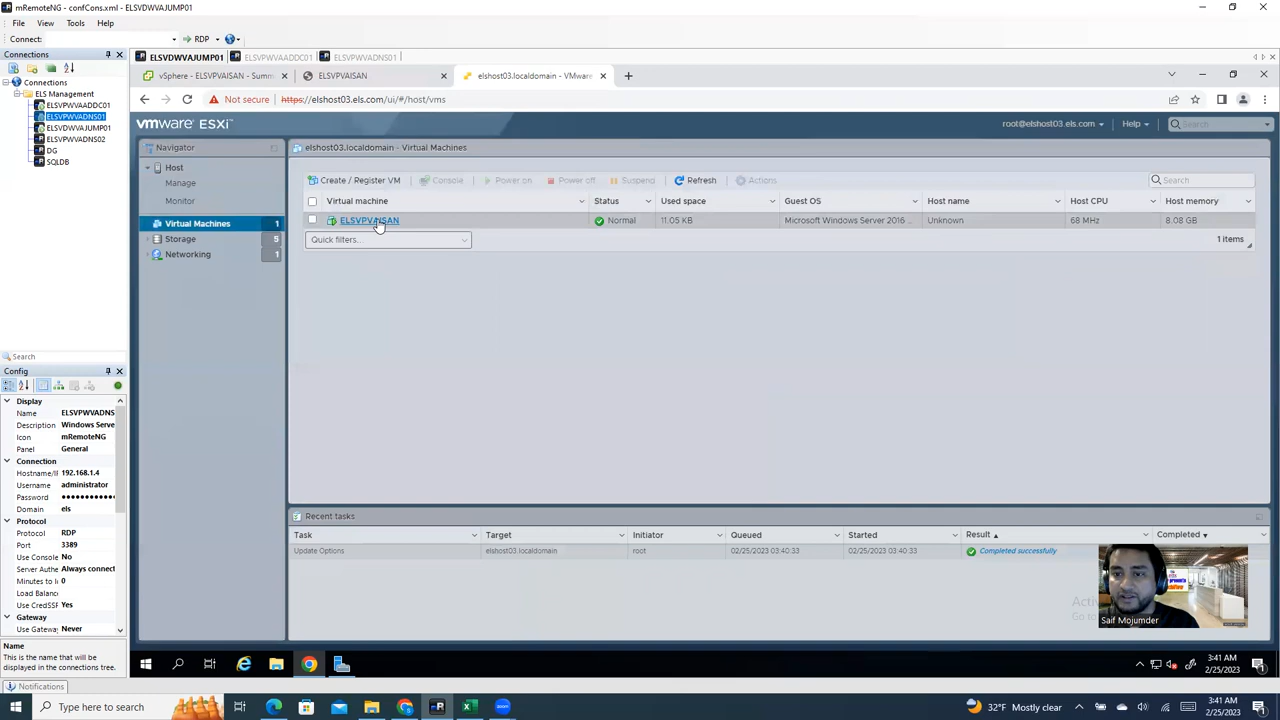 mRemoteNG - confCons.xml - ELSVDWVAJUMP01
File View Tools Help
Connect: RDP
Connections
ELSVDWVAJUMP01 ELSVPWVAADDC01 ELSVPWVADNS01
vSphere - ELSVPVAISAN - Summ ELSVPVAISAN elshost03.localdomain - VMware
Not secure https://elshost03.els.com/ui/#/host/vms
Connections
ELS Management
ELSVPWVAADDC01
ELSVPWVADNS01
ELSVDWVAJUMP01
ELSVPWVADNS02
DG
SQLDB
vmware ESXi
root@elshost03.els.com Help Search
Navigator
Host
Manage
Monitor
Virtual Machines 1
Storage 5
Networking 1
elshost03.localdomain - Virtual Machines
Create / Register VM Console Power on Power off Suspend Refresh Actions Search
Virtual machine Status Used space Guest OS Host name Host CPU Host memory
ELSVPVAISAN Normal 11.05 KB Microsoft Windows Server 2016 ... Unknown 68 MHz 8.08 GB
Quick filters... 1 items
Search
Config
Display
Name ELSVPWVADNS
Description Windows Serve
Icon mRemoteNG
Panel General
Connection
Hostname/I 192.168.1.4
Username administrator
Password
Domain els
Protocol
Protocol RDP
Port 3389
Use Console No
Server Authe Always connect
Minutes to I 0
Load Balanc
Use CredSSP Yes
Gateway
Use Gateway Never
Name
This is the name that will be
displayed in the connections tree.
Notifications
Recent tasks
Task Target Initiator Queued Started Result Completed
Update Options elshost03.localdomain root 02/25/2023 03:40:33 02/25/2023 03:40:33 Completed successfully
Saif Mojumder
3:41 AM
2/25/2023
Type here to search
32°F Mostly clear
3:41 AM
2/25/2023